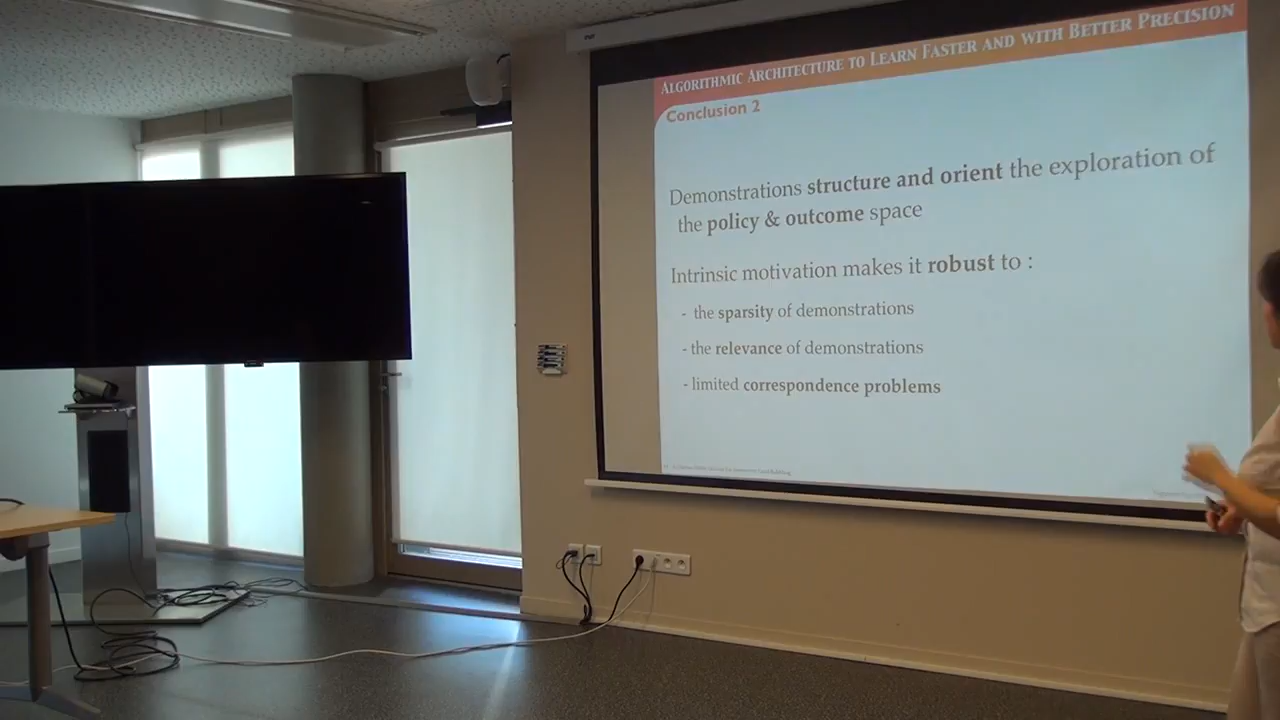 ALGORITHMIC ARCHITECTURE TO LEARN FASTER AND WITH BETTER PRECISION
Conclusion 2
Demonstrations structure and orient the exploration of
the policy & outcome space
Intrinsic motivation makes it robust to :
- the sparsity of demonstrations
- the relevance of demonstrations
- limited correspondence problems